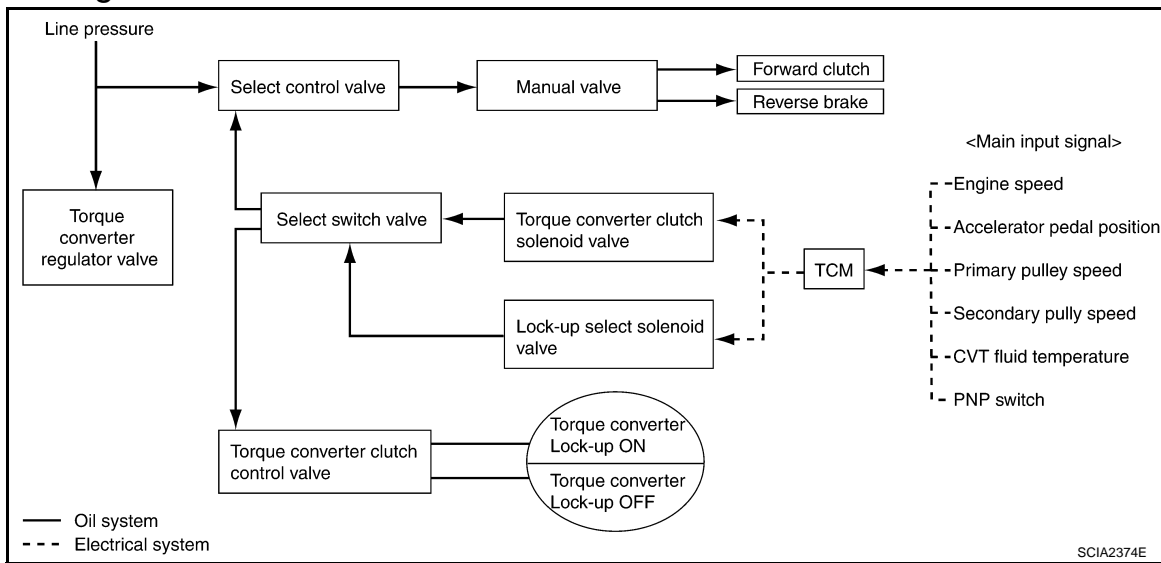 Line pressure
Select control valve
Manual valve
Forward clutch
Reverse brake
<Main input signal>
Torque
converter
regulator valve
Select switch valve
Torque converter clutch
solenoid valve
TCM
Engine speed
Accelerator pedal position
Primary pulley speed
Secondary pully speed
CVT fluid temperature
PNP switch
Lock-up select solenoid
valve
Torque converter clutch
control valve
Torque converter
Lock-up ON
Torque converter
Lock-up OFF
Oil system
Electrical system
SCIA2374E